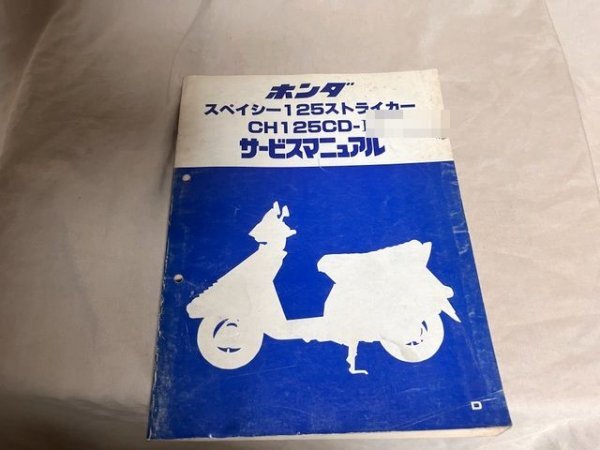 ホンダ
スペイシー125ストライカー
CH125CD-
サービスマニュアル
D